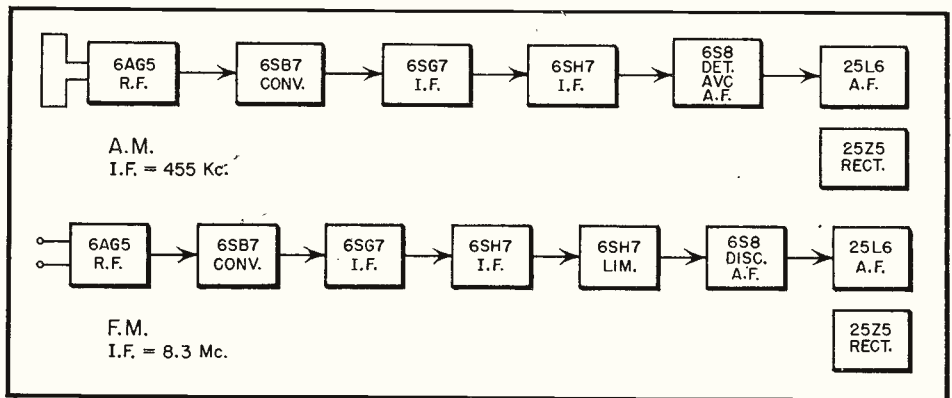 6AG5
R.F.
6SB7
CONV.
6SG7
I.F.
6SH7
I.F.
6S8
DET.
AVC
A.F.
25L6
A.F.
A.M.
I.F. = 455 Kc.
25Z5
RECT.
6AG5
R.F.
6SB7
CONV.
6SG7
I.F.
6SH7
I.F.
6SH7
LIM.
6S8
DISC.
A.F.
25L6
A.F.
F.M.
I.F. = 8.3 Mc.
25Z5
RECT.